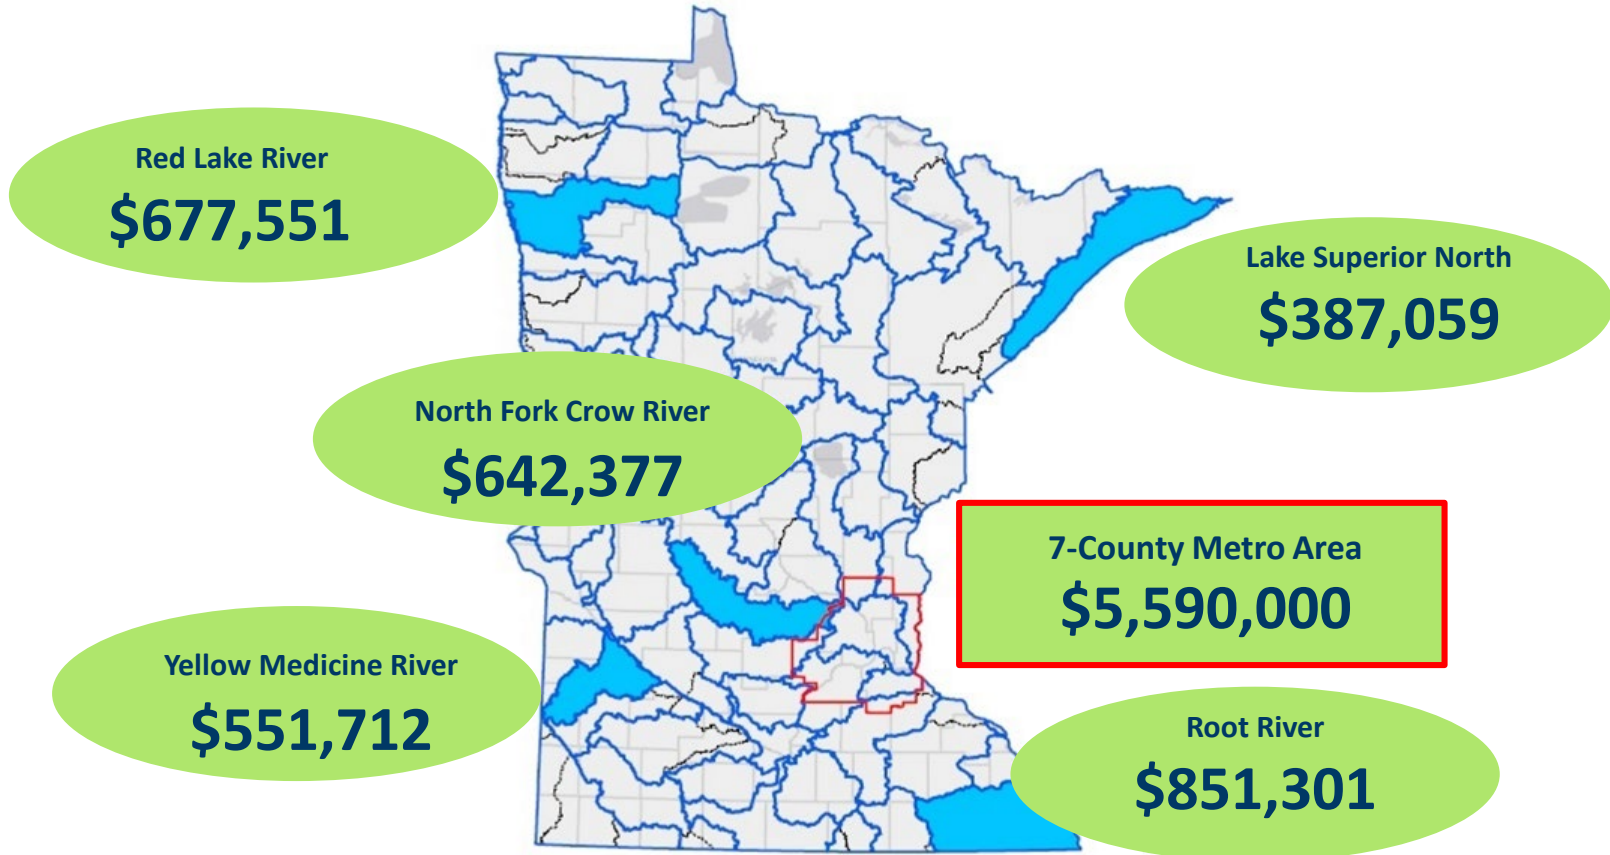 Red Lake River
$677,551
Lake Superior North
$387,059
North Fork Crow River
$642,377
7-County Metro Area
$5,590,000
Yellow Medicine River
$551,712
Root River
$851,301